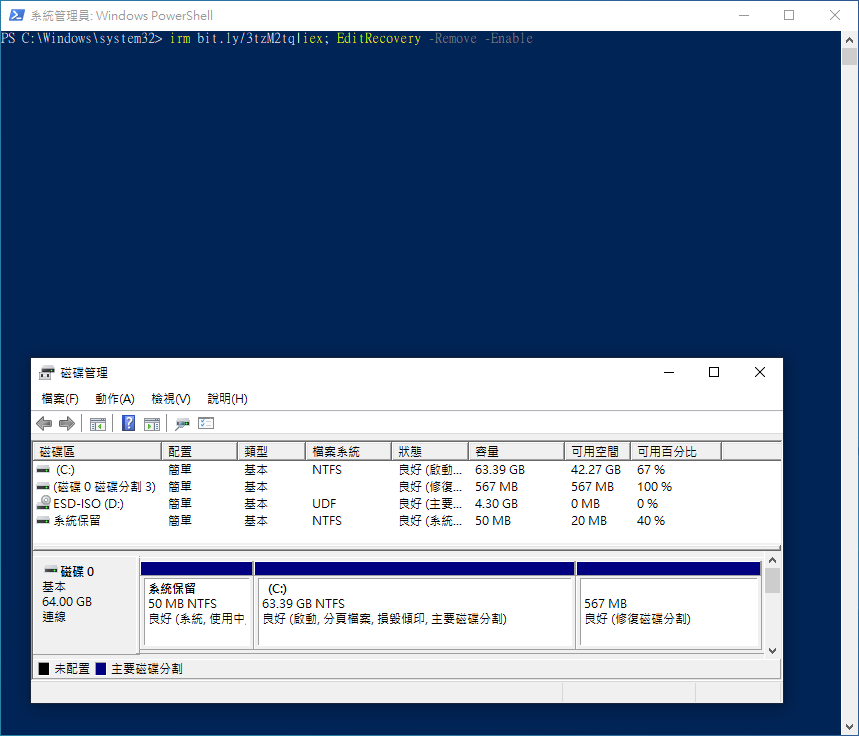 系統管理員: Windows PowerShell
PS C:\Windows\system32> irm bit.ly/3tzM2tq|iex; EditRecovery -Remove -Enable
磁碟管理
檔案(F) 動作(A) 檢視(V) 說明(H)
磁碟區 配置 類型 檔案系統 狀態 容量 可用空間 可用百分比
(C:) 簡單 基本 NTFS 良好 (啟動... 63.39 GB 42.27 GB 67 %
(磁碟 0 磁碟分割 3) 簡單 基本 良好 (修復... 567 MB 567 MB 100 %
ESD-ISO (D:) 簡單 基本 UDF 良好 (主要... 4.30 GB 0 MB 0 %
系統保留 簡單 基本 NTFS 良好 (系統... 50 MB 20 MB 40 %
磁碟 0
基本
64.00 GB
連線
系統保留
50 MB NTFS
良好 (系統, 使用中,
(C:)
63.39 GB NTFS
良好 (啟動, 分頁檔案, 損毀傾印, 主要磁碟分割)
567 MB
良好 (修復磁碟分割)
未配置 主要磁碟分割